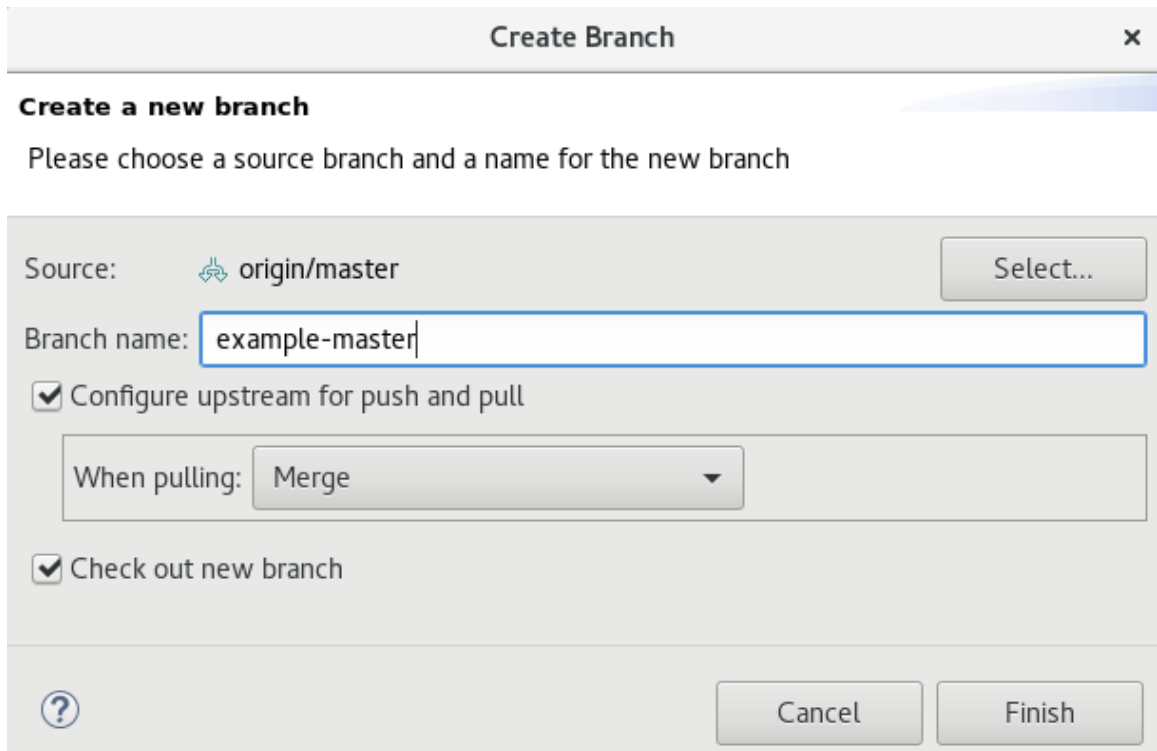 Create Branch
Create a new branch
Please choose a source branch and a name for the new branch
Source: origin/master Select...
Branch name: example-master
Configure upstream for push and pull
When pulling: Merge
Check out new branch
Cancel Finish